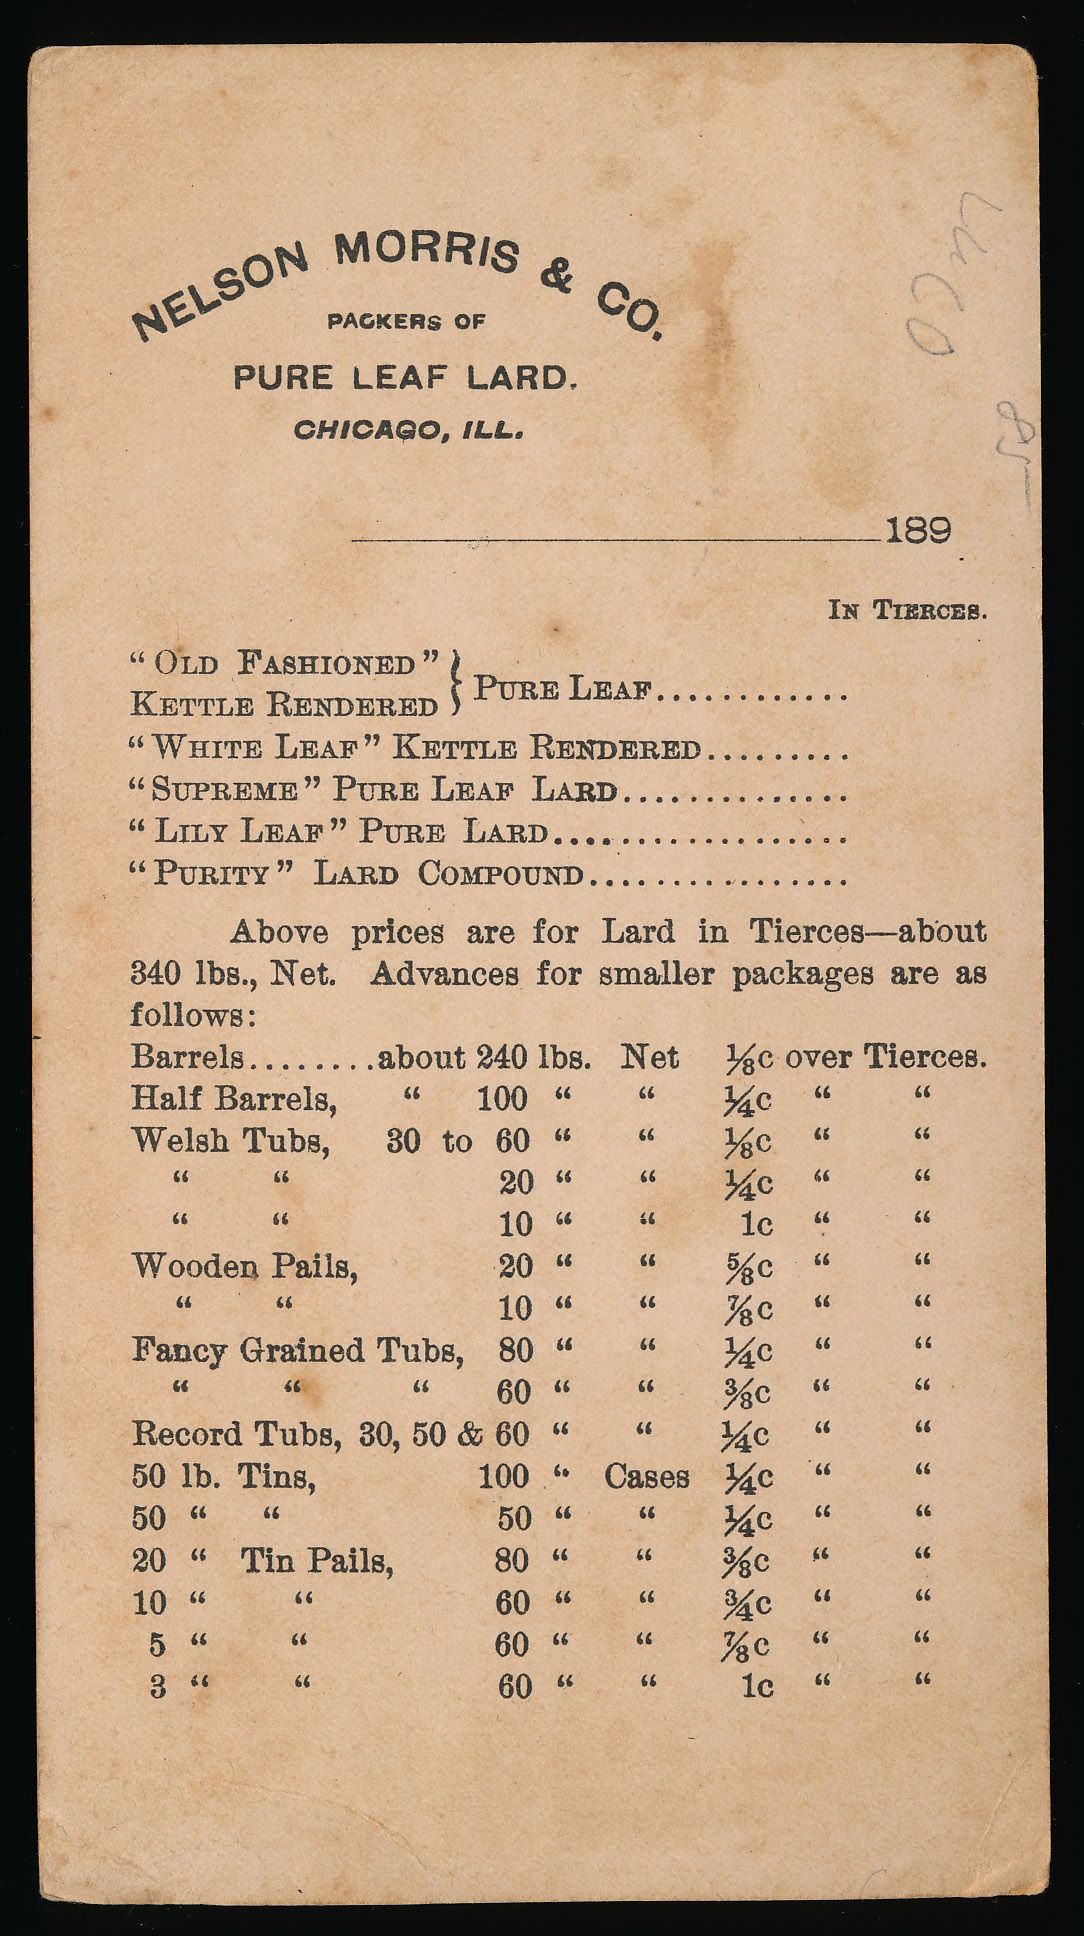 NELSON MORRIS & CO.
PACKERS OF
PURE LEAF LARD.
CHICAGO, ILL.
189
IN TIERCES.
“OLD FASHIONED” }
KETTLE RENDERED } PURE LEAF............
“WHITE LEAF” KETTLE RENDERED.........
“SUPREME” PURE LEAF LARD..............
“LILY LEAF” PURE LARD..................
“PURITY” LARD COMPOUND................
Above prices are for Lard in Tierces—about
340 lbs., Net. Advances for smaller packages are as
follows:
Barrels........about 240 lbs. Net ⅛c over Tierces.
Half Barrels, “ 100 “ “ ¼c “ “
Welsh Tubs, 30 to 60 “ “ ⅛c “ “
“ “ 20 “ “ ¼c “ “
“ “ 10 “ “ 1c “ “
Wooden Pails, 20 “ “ ⅝c “ “
“ “ 10 “ “ ⅞c “ “
Fancy Grained Tubs, 80 “ “ ¼c “ “
“ “ “ 60 “ “ ⅜c “ “
Record Tubs, 30, 50 & 60 “ “ ¼c “ “
50 lb. Tins, 100 “ Cases ¼c “ “
50 “ “ 50 “ “ ¼c “ “
20 “ Tin Pails, 80 “ “ ⅜c “ “
10 “ “ 60 “ “ ¾c “ “
5 “ “ 60 “ “ ⅞c “ “
3 “ “ 60 “ “ 1c “ “